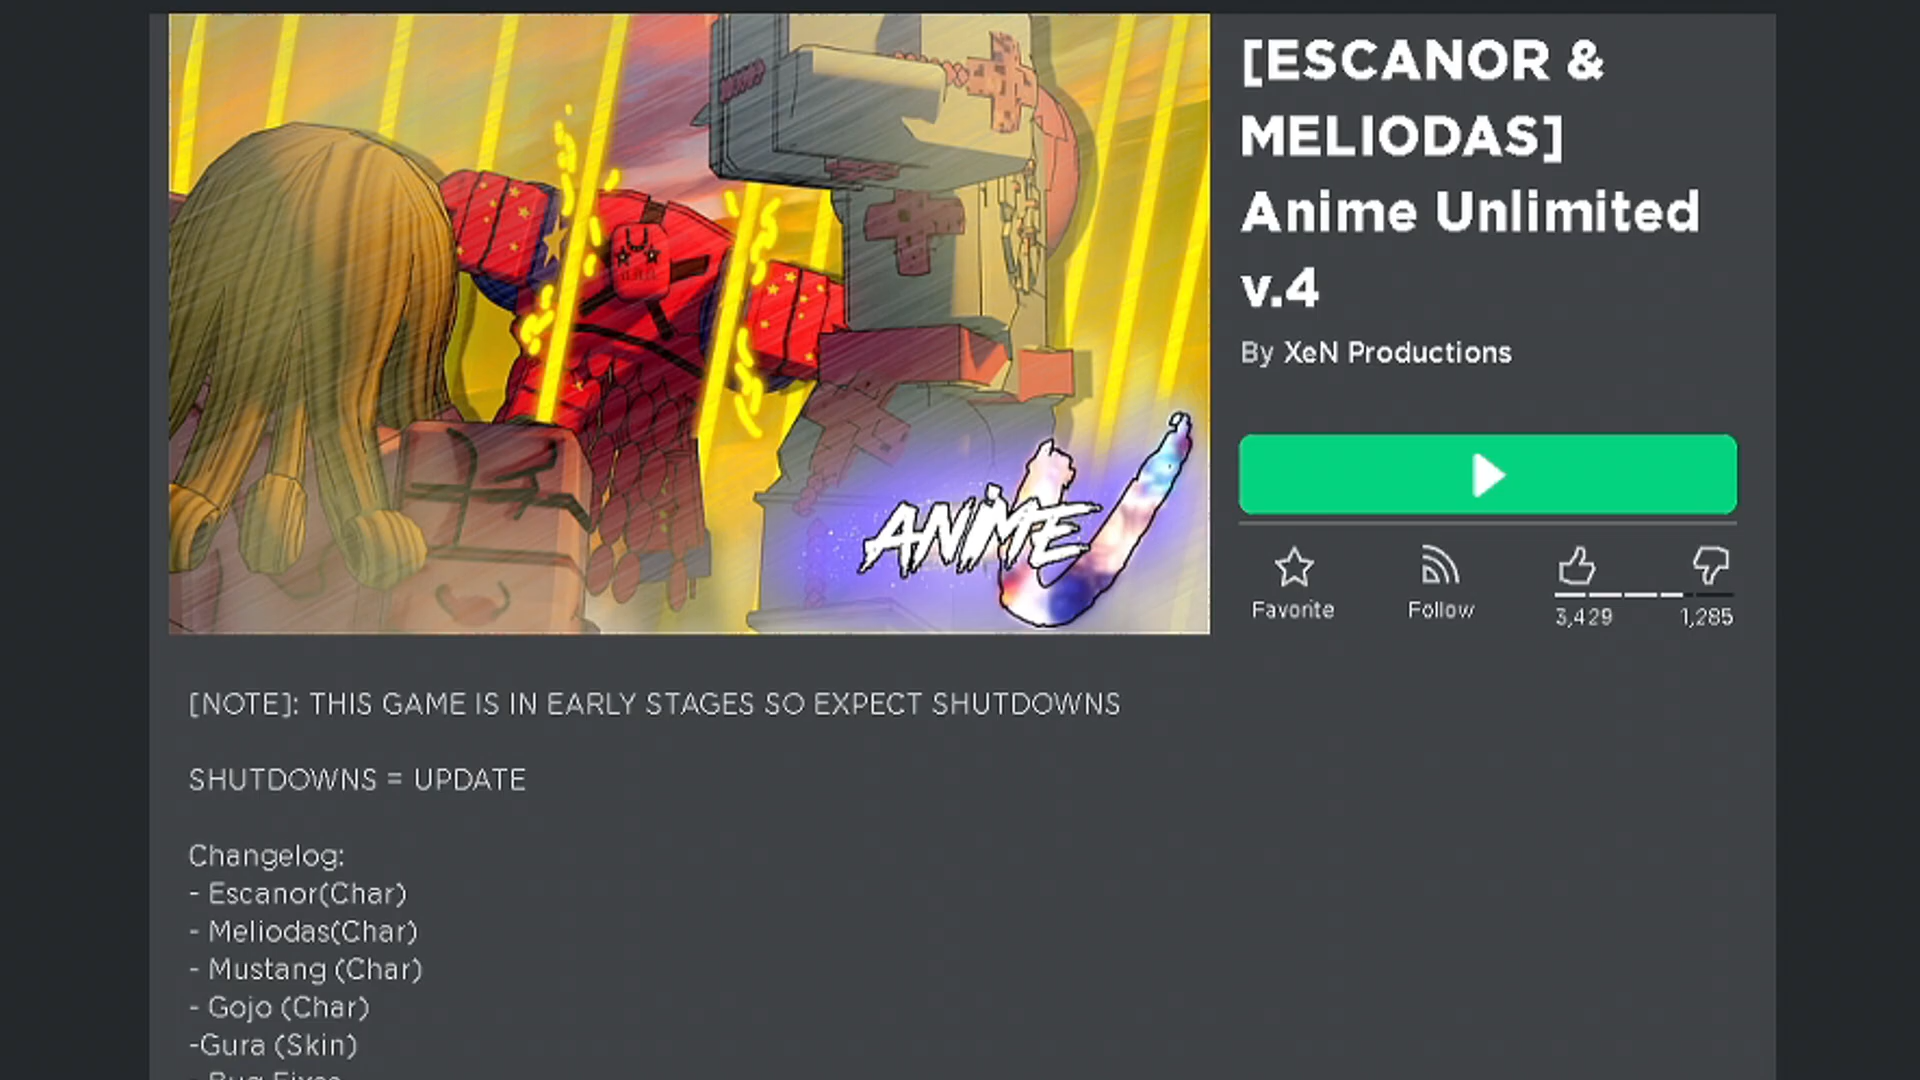 [ESCANOR &
MELIODAS]
Anime Unlimited
v.4
By XeN Productions
ANIME U
Favorite
Follow
3,429
1,285
[NOTE]: THIS GAME IS IN EARLY STAGES SO EXPECT SHUTDOWNS
SHUTDOWNS = UPDATE
Changelog:
- Escanor(Char)
- Meliodas(Char)
- Mustang (Char)
- Gojo (Char)
-Gura (Skin)
- Bug Fixes